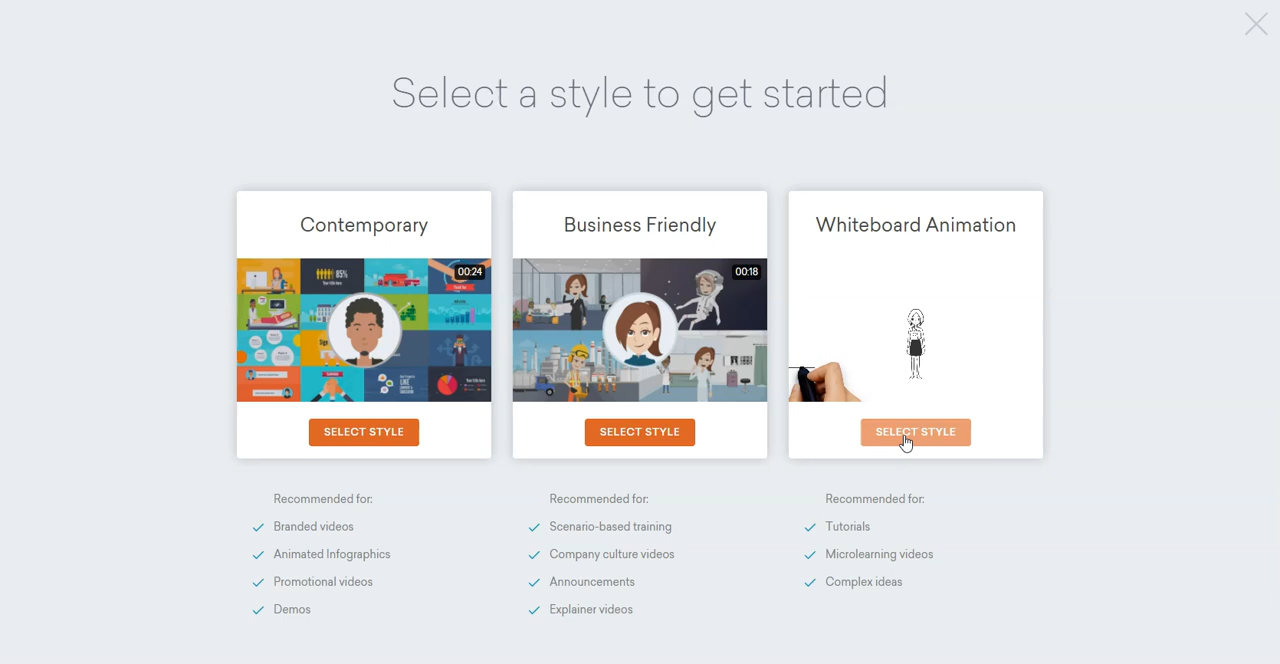 Select a style to get started
Contemporary
00:24
85%
SELECT STYLE
Recommended for:
Branded videos
Animated Infographics
Promotional videos
Demos
Business Friendly
00:18
SELECT STYLE
Recommended for:
Scenario-based training
Company culture videos
Announcements
Explainer videos
Whiteboard Animation
SELECT STYLE
Recommended for:
Tutorials
Microlearning videos
Complex ideas